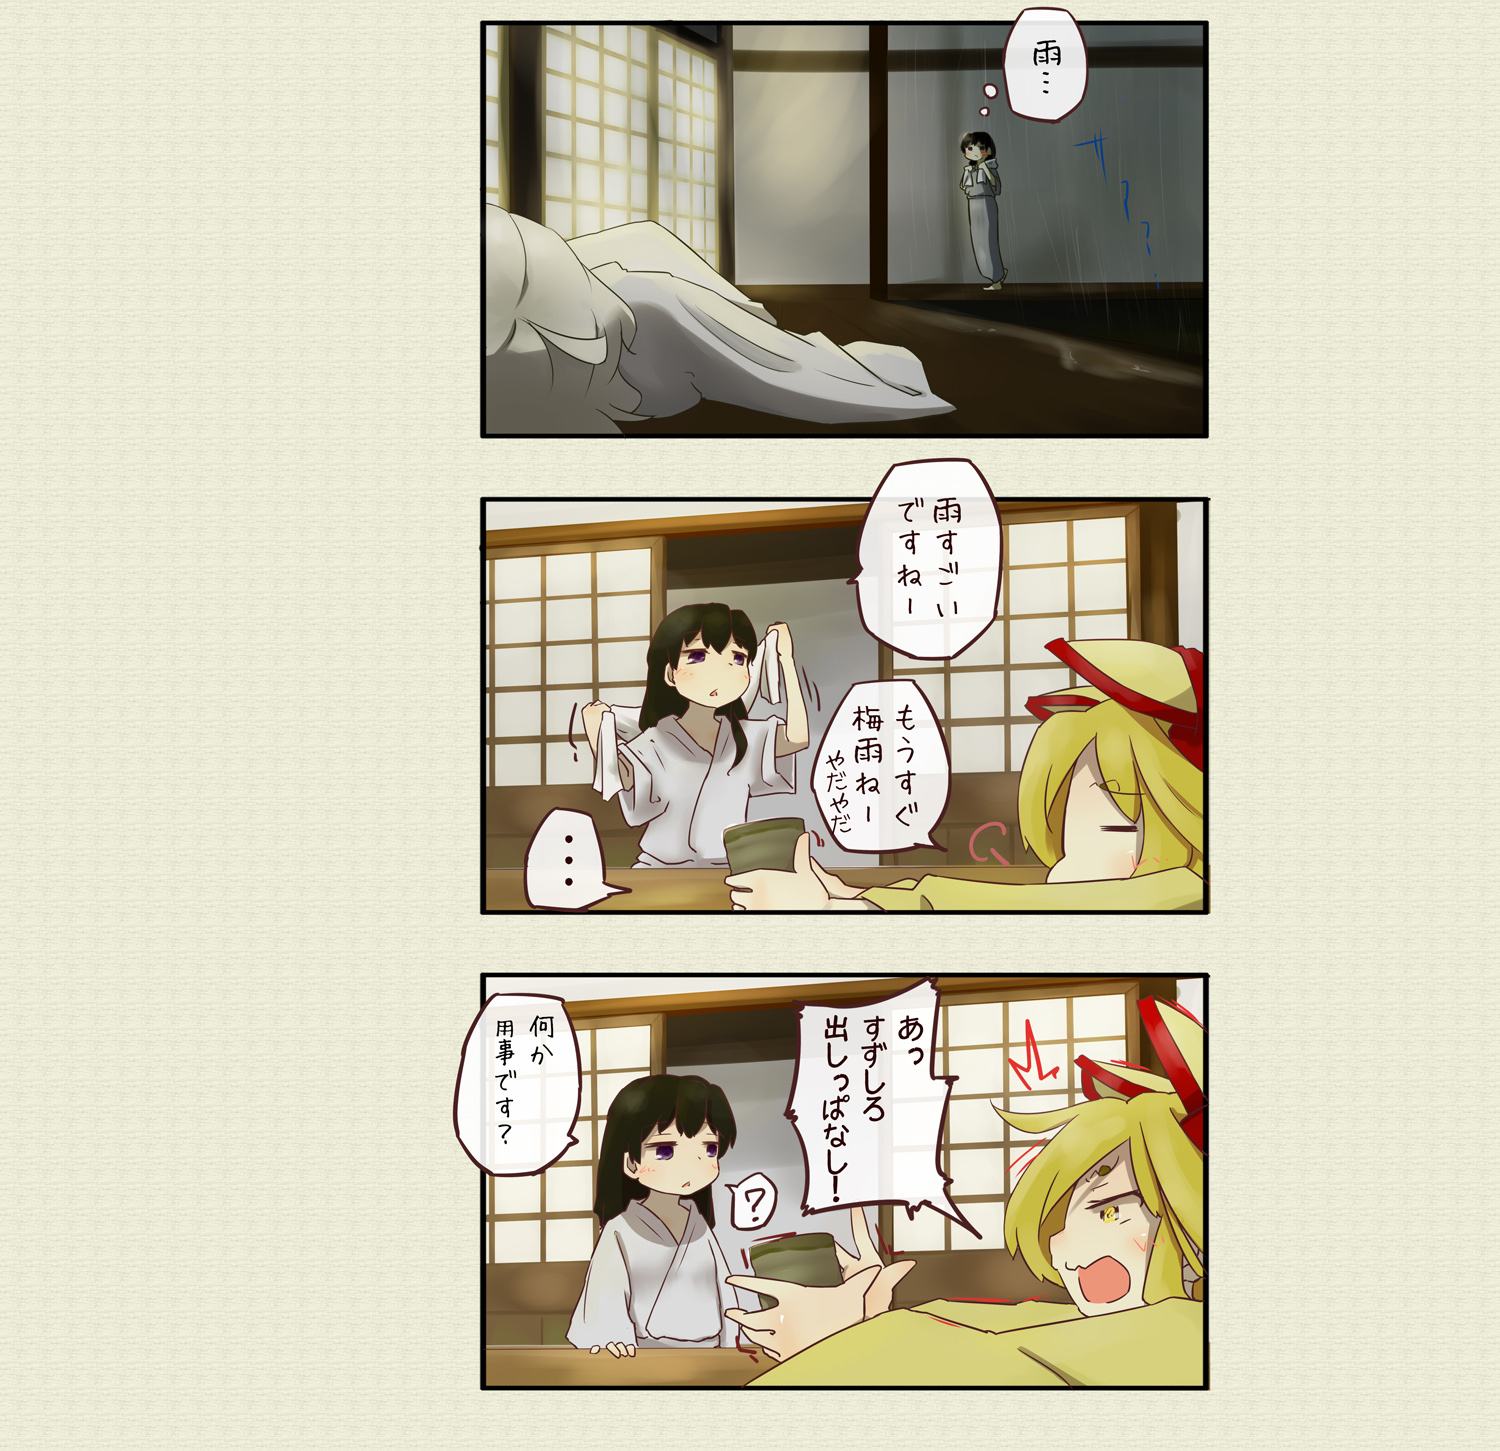 雨…
ザーー…
雨すごい
ですねー
もうすぐ
梅雨ねー
やだやだ
・・・
あっ
すずしろ
出しっぱなし！
？
何か
用事です？